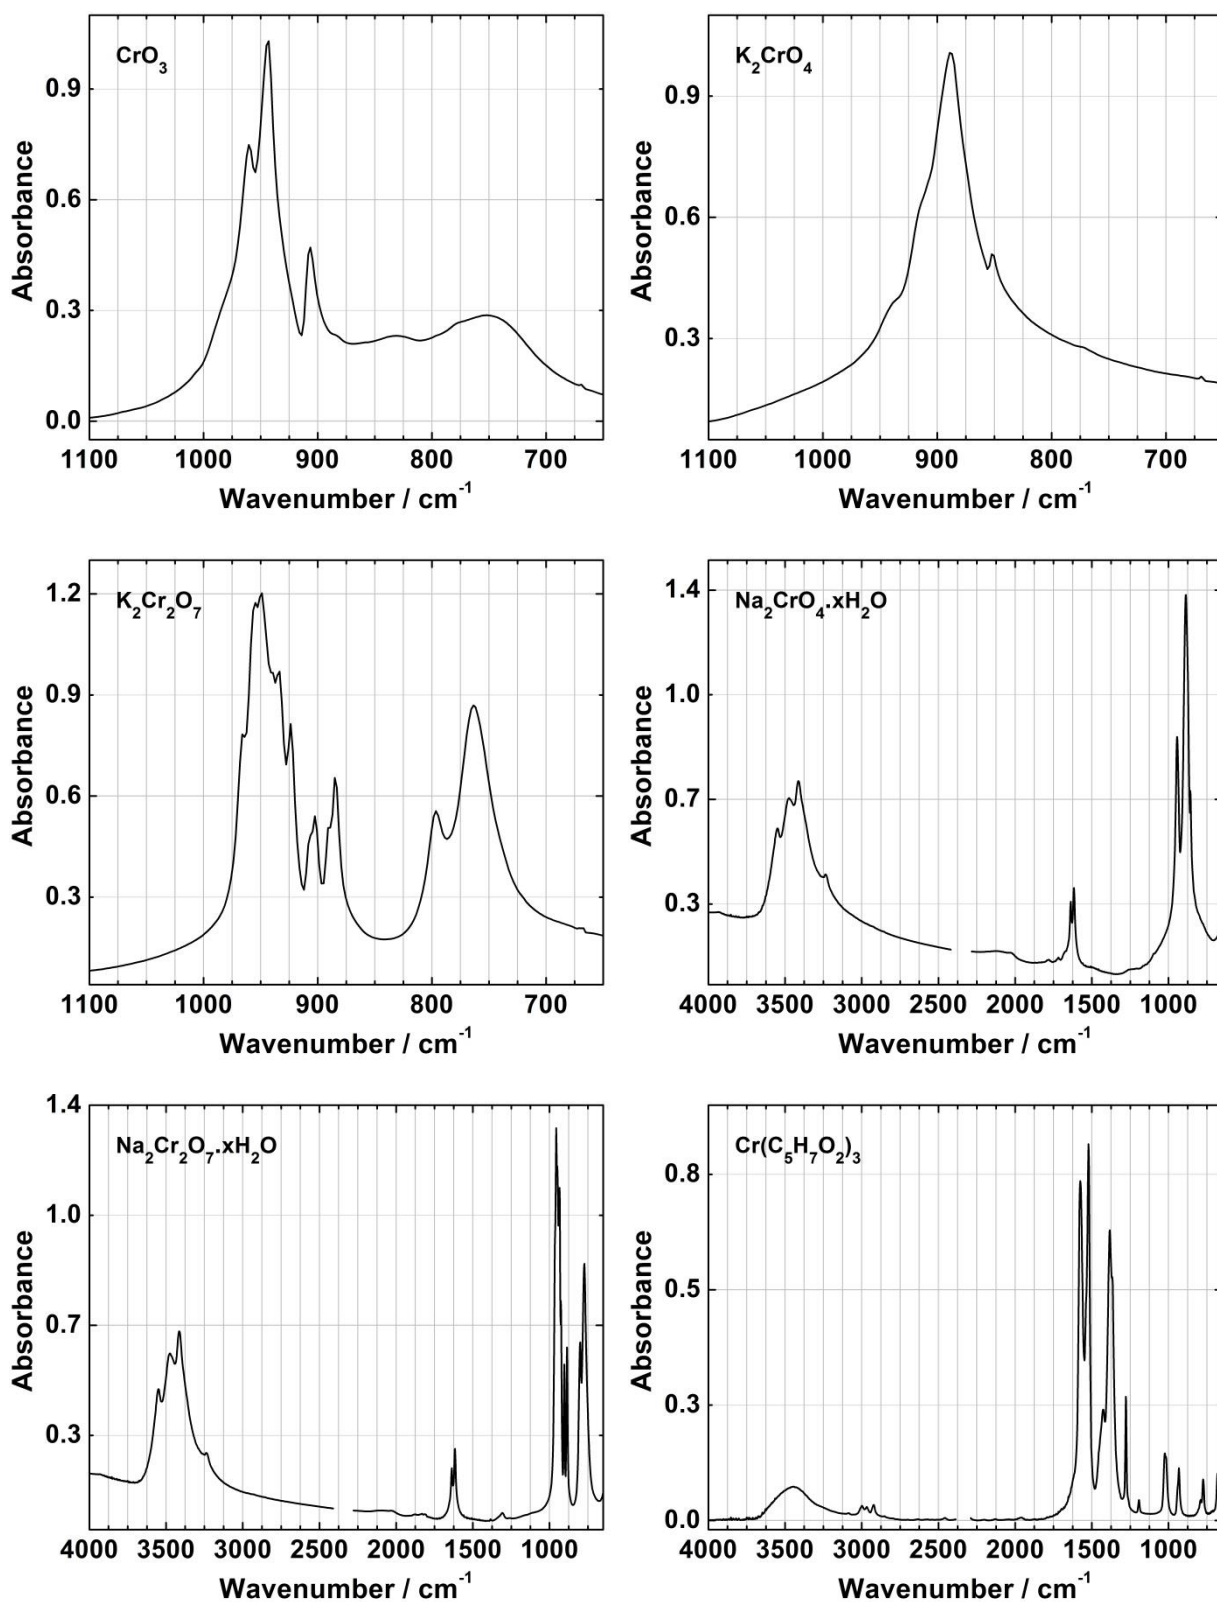 CrO₃
Absorbance
0.9
0.6
0.3
0.0
1100 1000 900 800 700
Wavenumber / cm⁻¹
K₂CrO₄
Absorbance
0.9
0.6
0.3
1100 1000 900 800 700
Wavenumber / cm⁻¹
K₂Cr₂O₇
Absorbance
1.2
0.9
0.6
0.3
1100 1000 900 800 700
Wavenumber / cm⁻¹
Na₂CrO₄.xH₂O
Absorbance
1.4
1.0
0.7
0.3
4000 3500 3000 2500 2000 1500 1000
Wavenumber / cm⁻¹
Na₂Cr₂O₇.xH₂O
Absorbance
1.4
1.0
0.7
0.3
4000 3500 3000 2500 2000 1500 1000
Wavenumber / cm⁻¹
Cr(C₅H₇O₂)₃
Absorbance
0.8
0.5
0.3
0.0
4000 3500 3000 2500 2000 1500 1000
Wavenumber / cm⁻¹